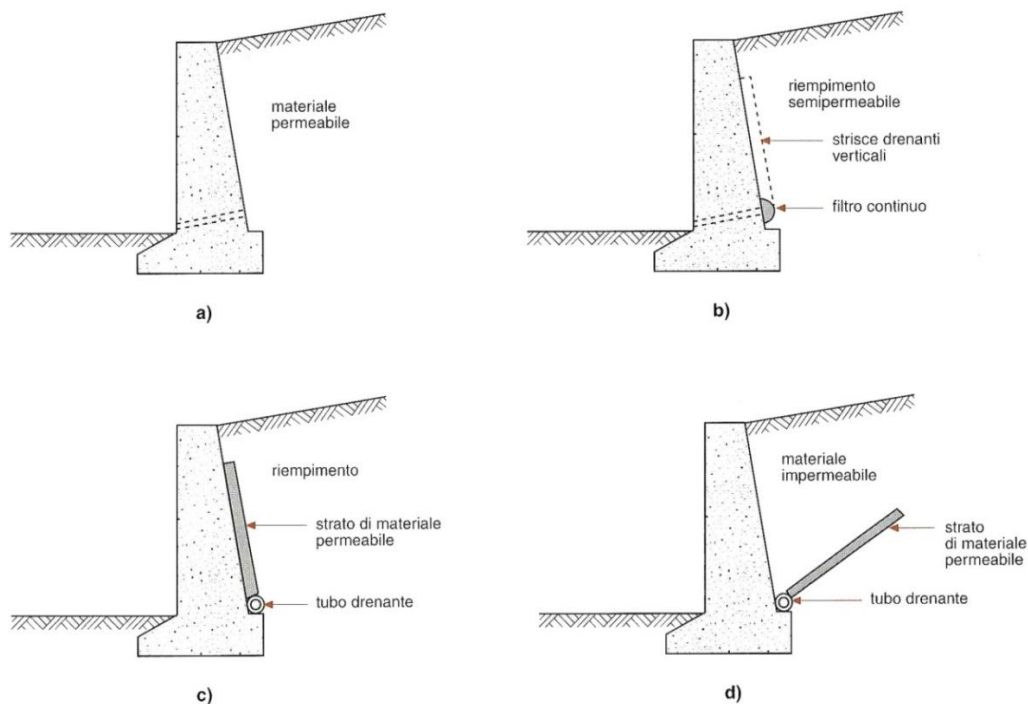 materiale
permeabile
a)
riempimento
semipermeabile
strisce drenanti
verticali
filtro continuo
b)
riempimento
strato di materiale
permeabile
tubo drenante
c)
materiale
impermeabile
strato
di materiale
permeabile
tubo drenante
d)